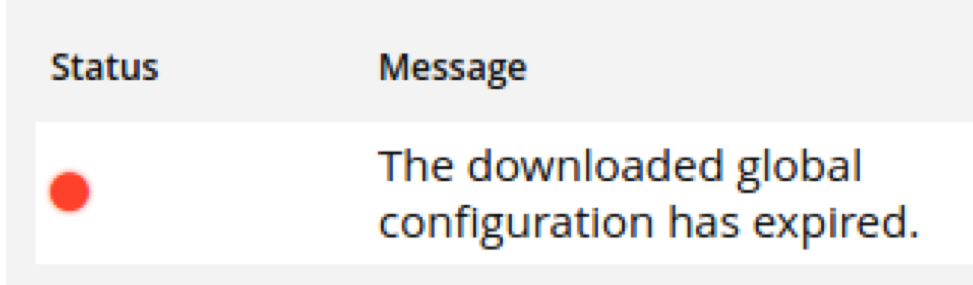 Status Message
The downloaded global
configuration has expired.